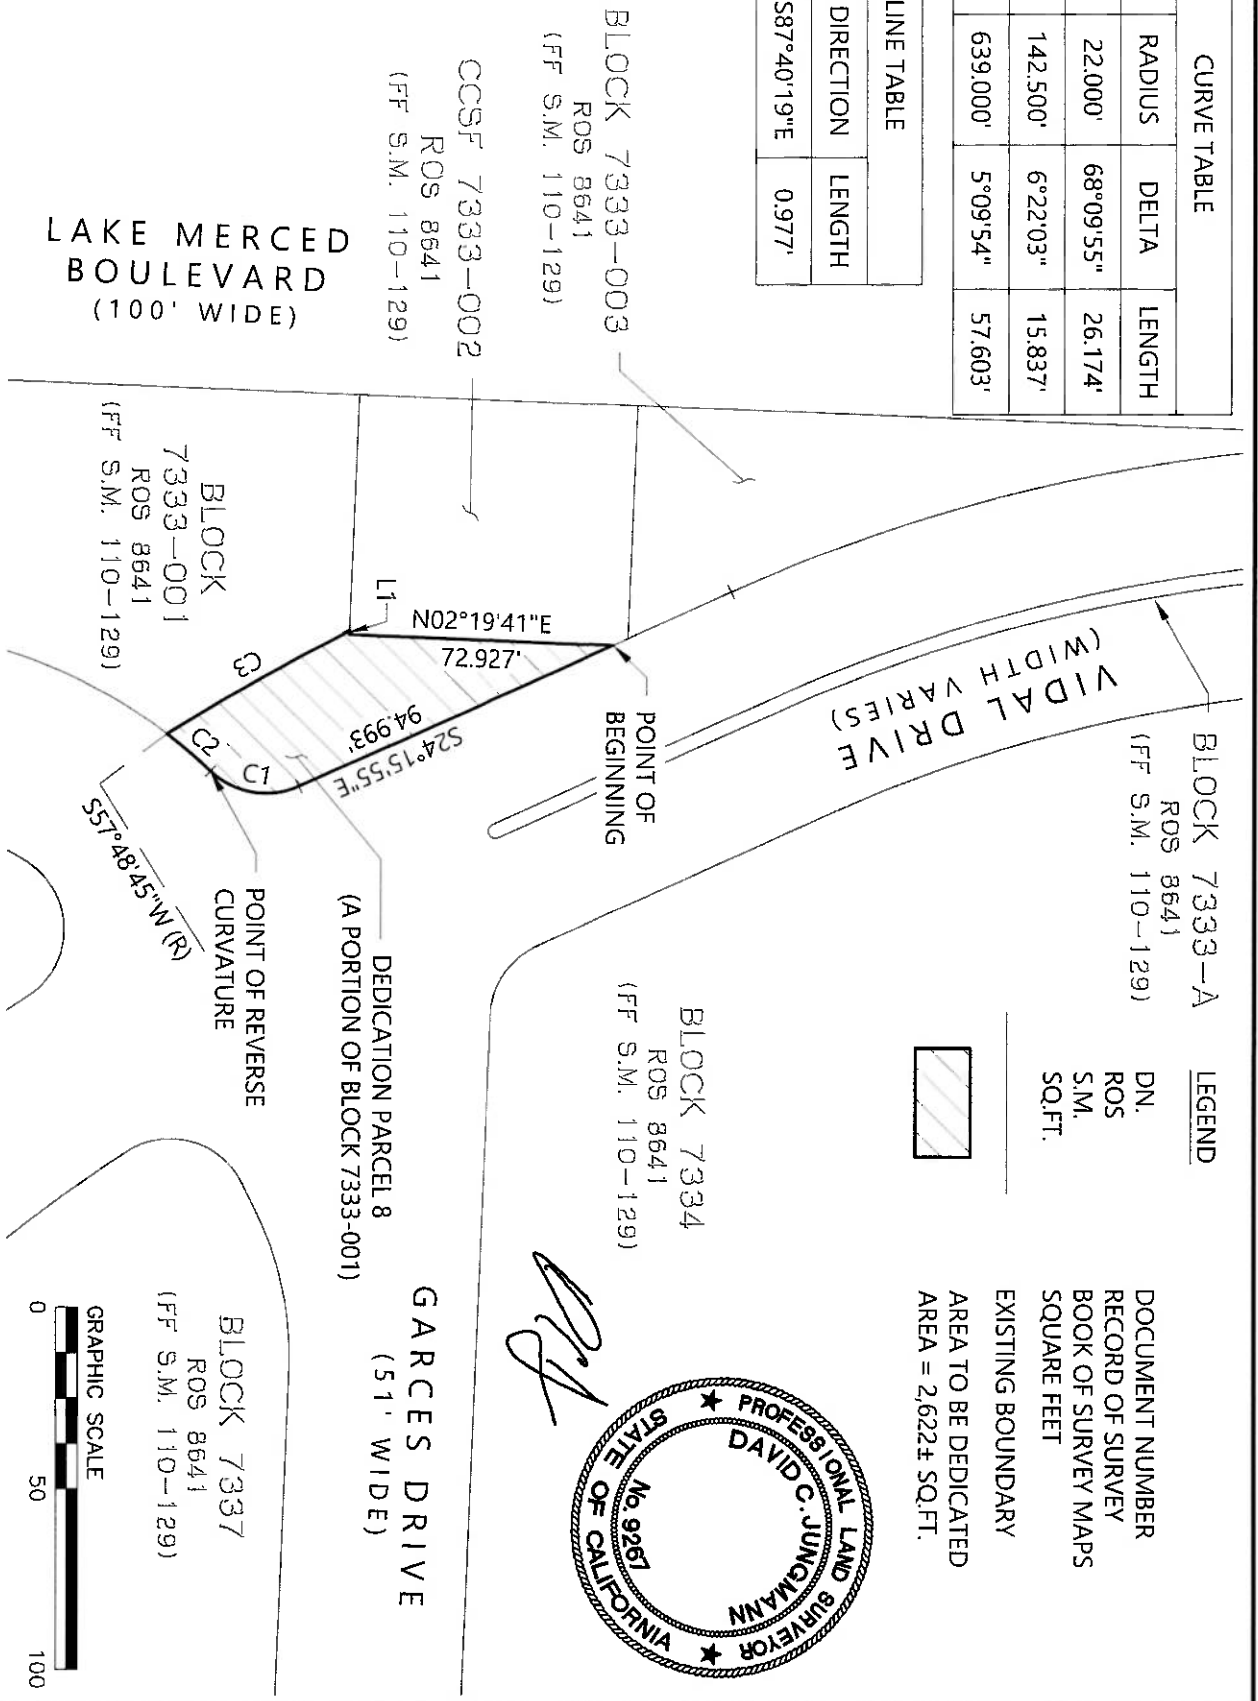 CURVE TABLE
RADIUS DELTA LENGTH
22.000' 68°09'55" 26.174'
142.500' 6°22'03" 15.837'
639.000' 5°09'54" 57.603'
LINE TABLE
DIRECTION LENGTH
S87°40'19"E 0.977'
BLOCK 7333-003
ROS 8641
(FF S.M. 110-129)
CCSF 7333-002
ROS 8641
(FF S.M. 110-129)
LAKE MERCED
BOULEVARD
(100' WIDE)
BLOCK
7333-001
ROS 8641
(FF S.M. 110-129)
L1
N02°19'41"E
72.927'
S24°15'55"E
94.993'
C3
C2
C1
S57°48'45"W (R)
POINT OF
BEGINNING
VIDAL DRIVE
(WIDTH VARIES)
BLOCK 7333-A
ROS 8641
(FF S.M. 110-129)
POINT OF REVERSE
CURVATURE
DEDICATION PARCEL 8
(A PORTION OF BLOCK 7333-001)
BLOCK 7334
ROS 8641
(FF S.M. 110-129)
GARCES DRIVE
(51' WIDE)
BLOCK 7337
ROS 8641
(FF S.M. 110-129)
LEGEND
DN. DOCUMENT NUMBER
ROS RECORD OF SURVEY
S.M. BOOK OF SURVEY MAPS
SQ.FT. SQUARE FEET
EXISTING BOUNDARY
AREA TO BE DEDICATED
AREA = 2,622± SQ.FT.
PROFESSIONAL LAND SURVEYOR
DAVID C. JUNGMANN
No. 9267
STATE OF CALIFORNIA
GRAPHIC SCALE
0 50 100